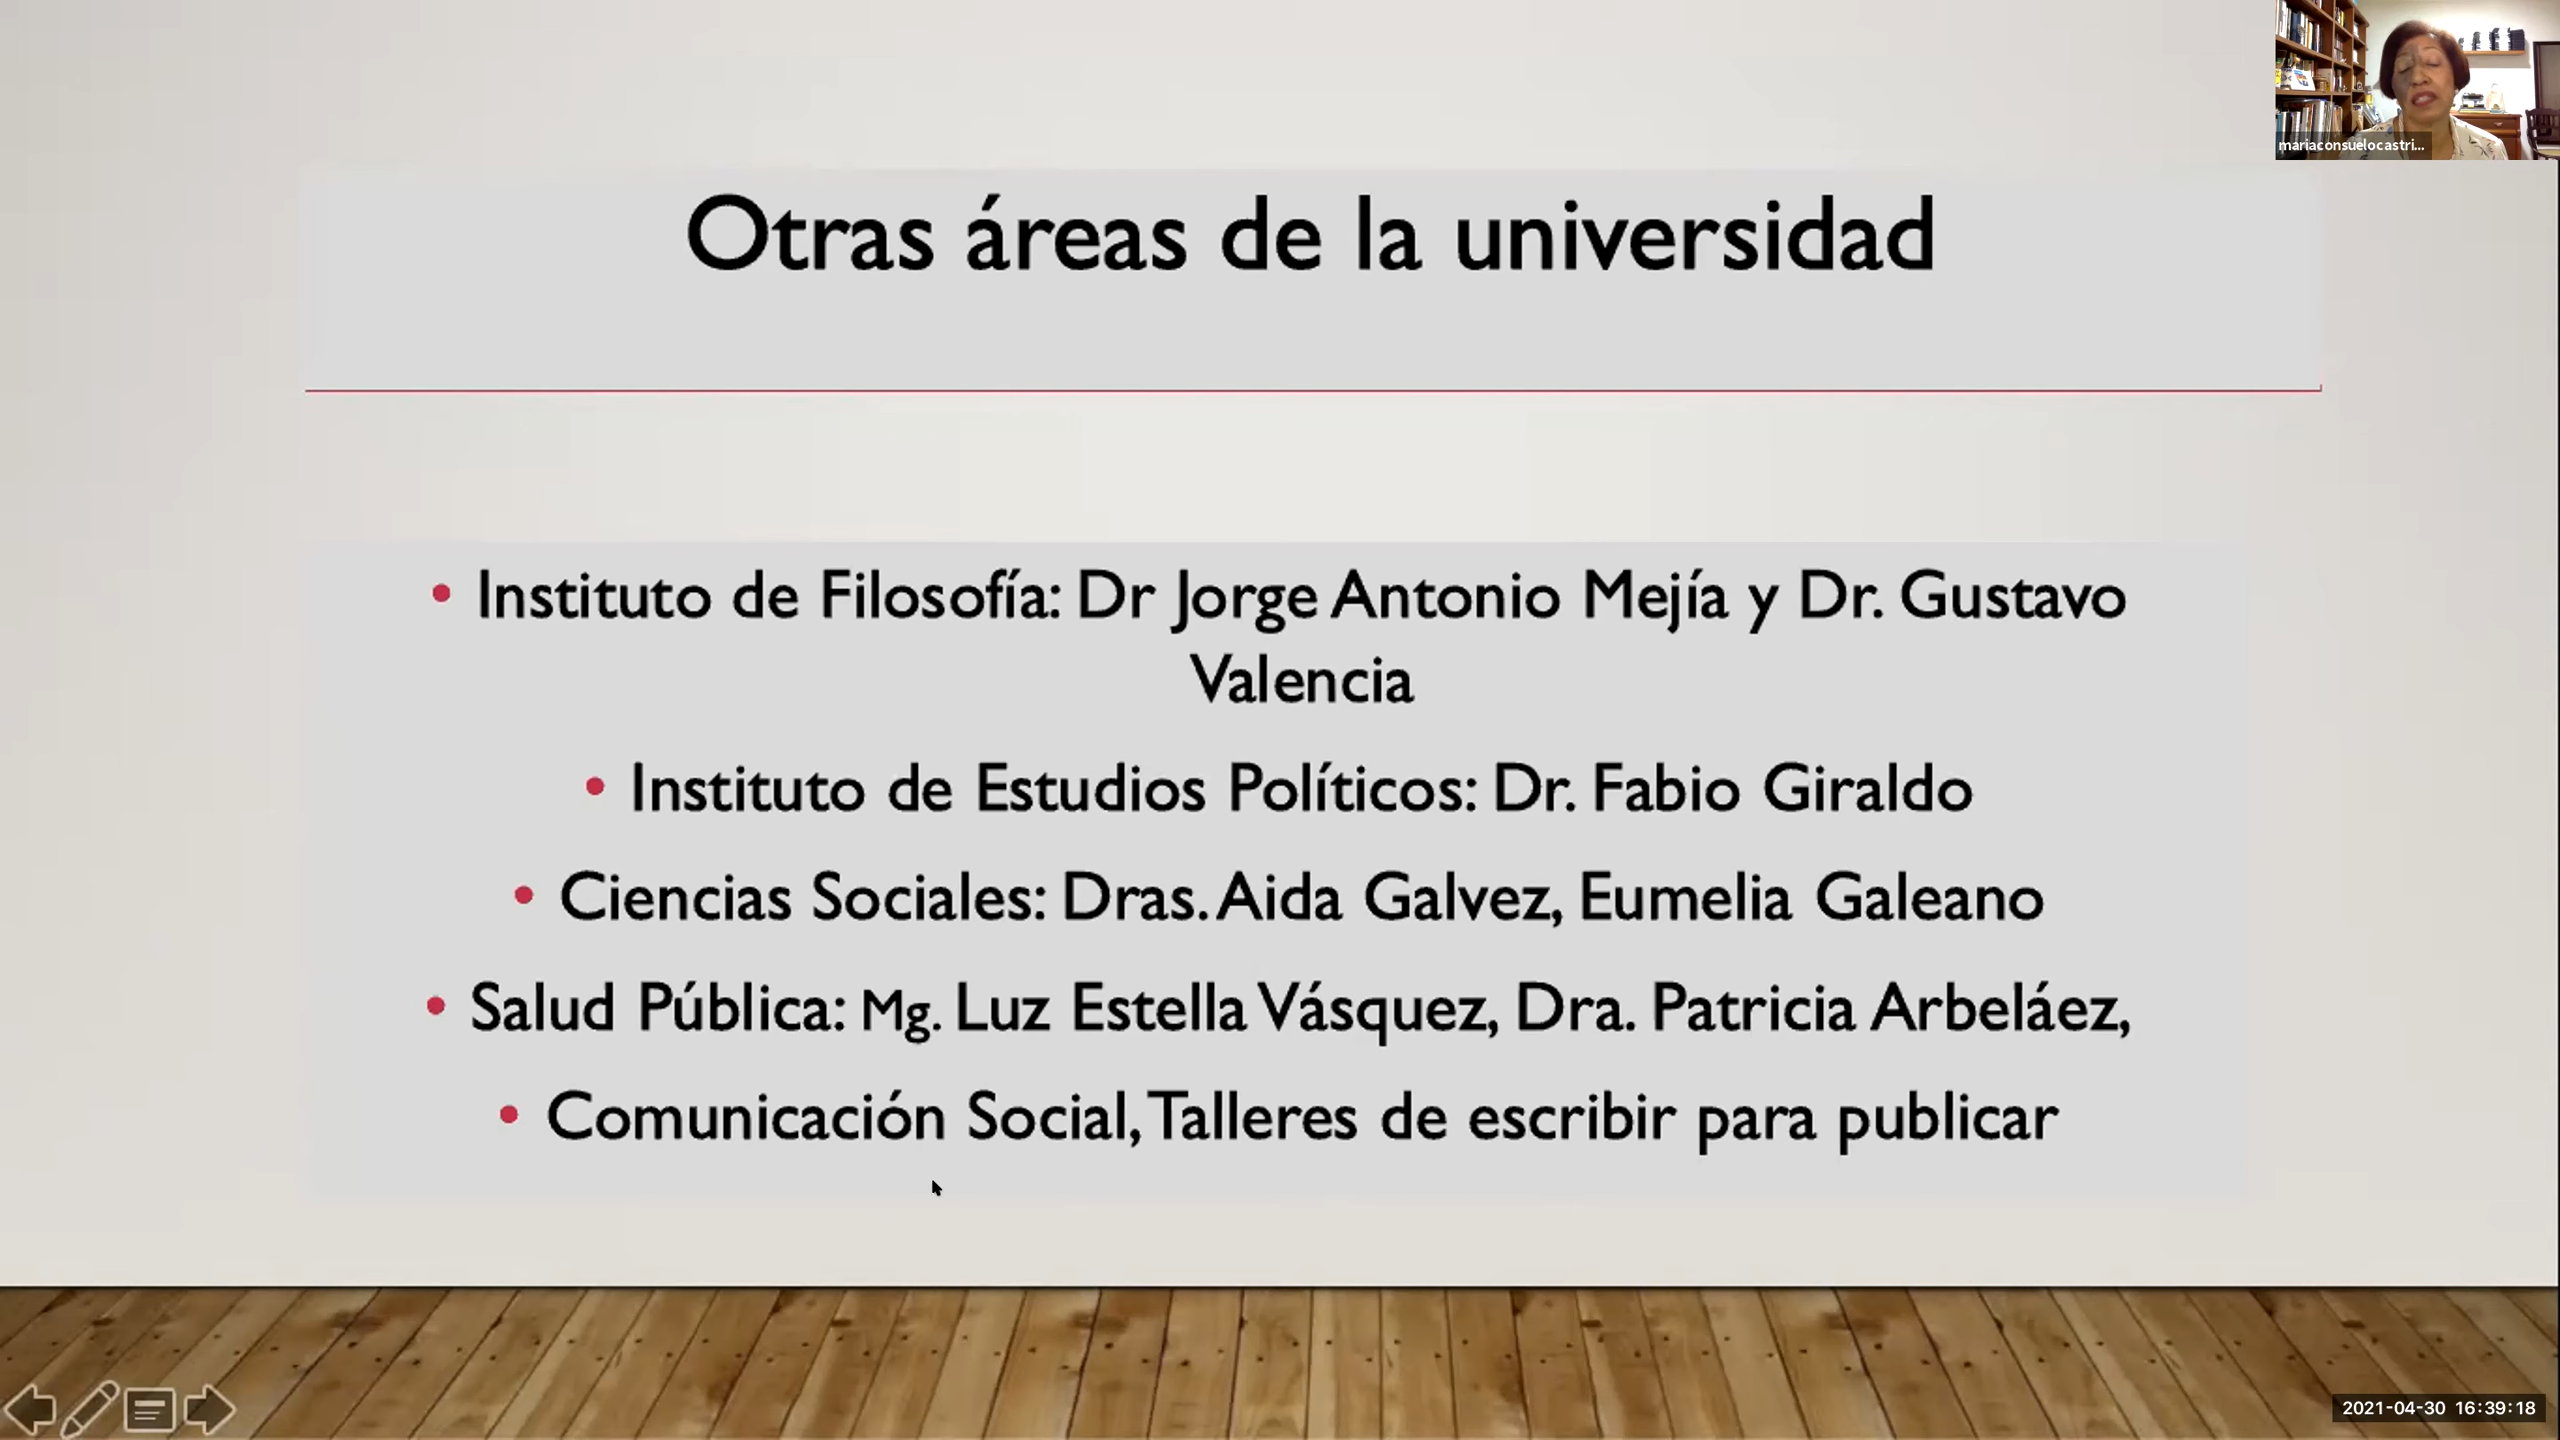 mariaconsuelocastri...
Otras áreas de la universidad
• Instituto de Filosofía: Dr Jorge Antonio Mejía y Dr. Gustavo
Valencia
• Instituto de Estudios Políticos: Dr. Fabio Giraldo
• Ciencias Sociales: Dras. Aida Galvez, Eumelia Galeano
• Salud Pública: Mg. Luz Estella Vásquez, Dra. Patricia Arbeláez,
• Comunicación Social, Talleres de escribir para publicar
2021-04-30 16:39:18